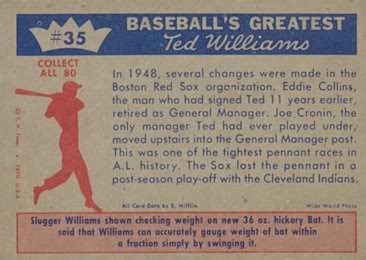 #35
BASEBALL'S GREATEST
Ted Williams
COLLECT
ALL 80
In 1948, several changes were made in the
Boston Red Sox organization. Eddie Collins,
the man who had signed Ted 11 years earlier,
retired as General Manager. Joe Cronin, the
only manager Ted had ever played under,
moved upstairs into the General Manager post.
This was one of the tightest pennant races in
A.L. history. The Sox lost the pennant in a
post-season play-off with the Cleveland Indians.
All Card Data by E. Mifflin.
Wide World Photo
Slugger Williams shown checking weight on new 36 oz. hickory Bat. It
is said that Williams can accurately gauge weight of bat within
a fraction simply by swinging it.